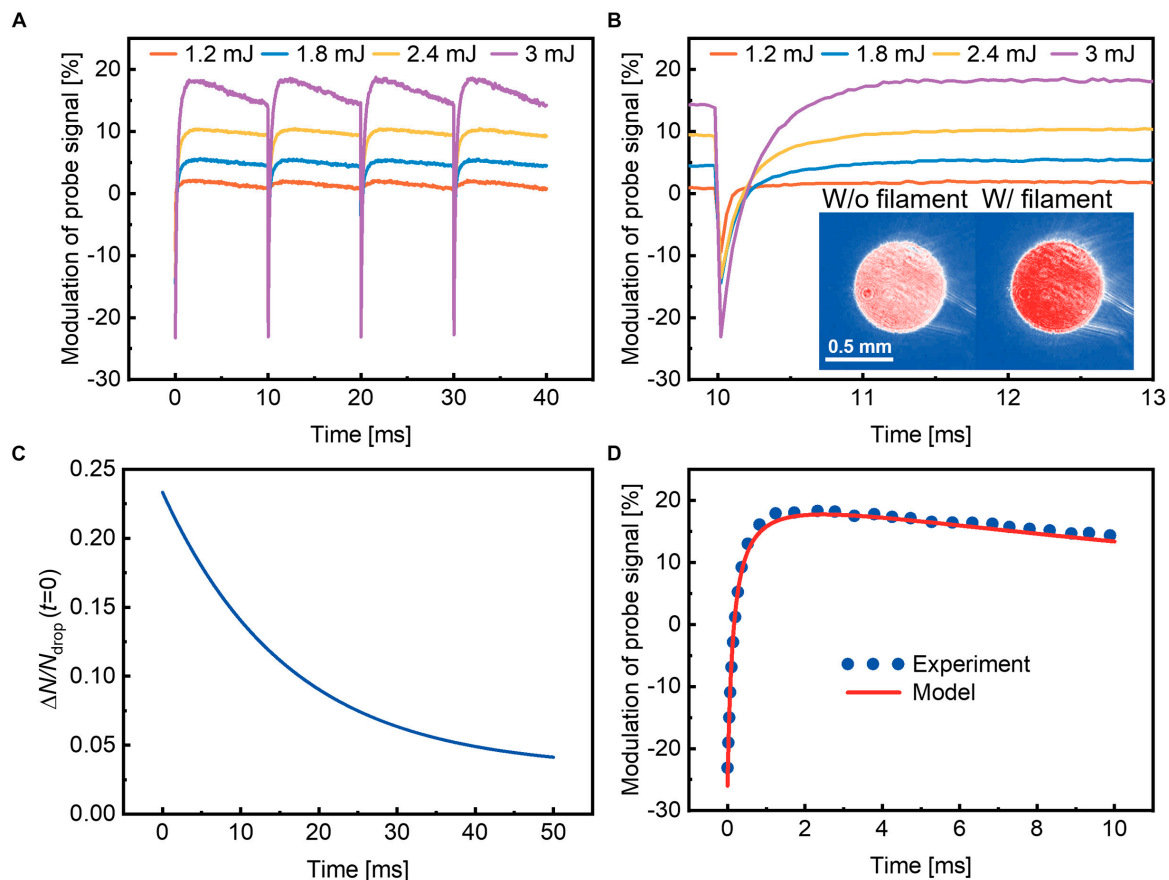 A
1.2 mJ 1.8 mJ 2.4 mJ 3 mJ
Modulation of probe signal [%]
20
10
0
-10
-20
-30
0 10 20 30 40
Time [ms]
B
1.2 mJ 1.8 mJ 2.4 mJ 3 mJ
Modulation of probe signal [%]
20
10
0
-10
-20
-30
W/o filament W/ filament
0.5 mm
10 11 12 13
Time [ms]
C
ΔN/N_drop (t=0)
0.25
0.20
0.15
0.10
0.05
0.00
0 10 20 30 40 50
Time [ms]
D
Modulation of probe signal [%]
20
10
0
-10
-20
-30
Experiment
Model
0 2 4 6 8 10
Time [ms]